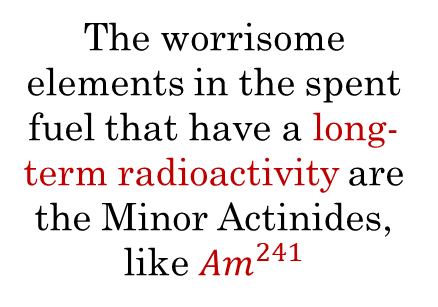 The worrisome
elements in the spent
fuel that have a long-
term radioactivity are
the Minor Actinides,
like Am²⁴¹